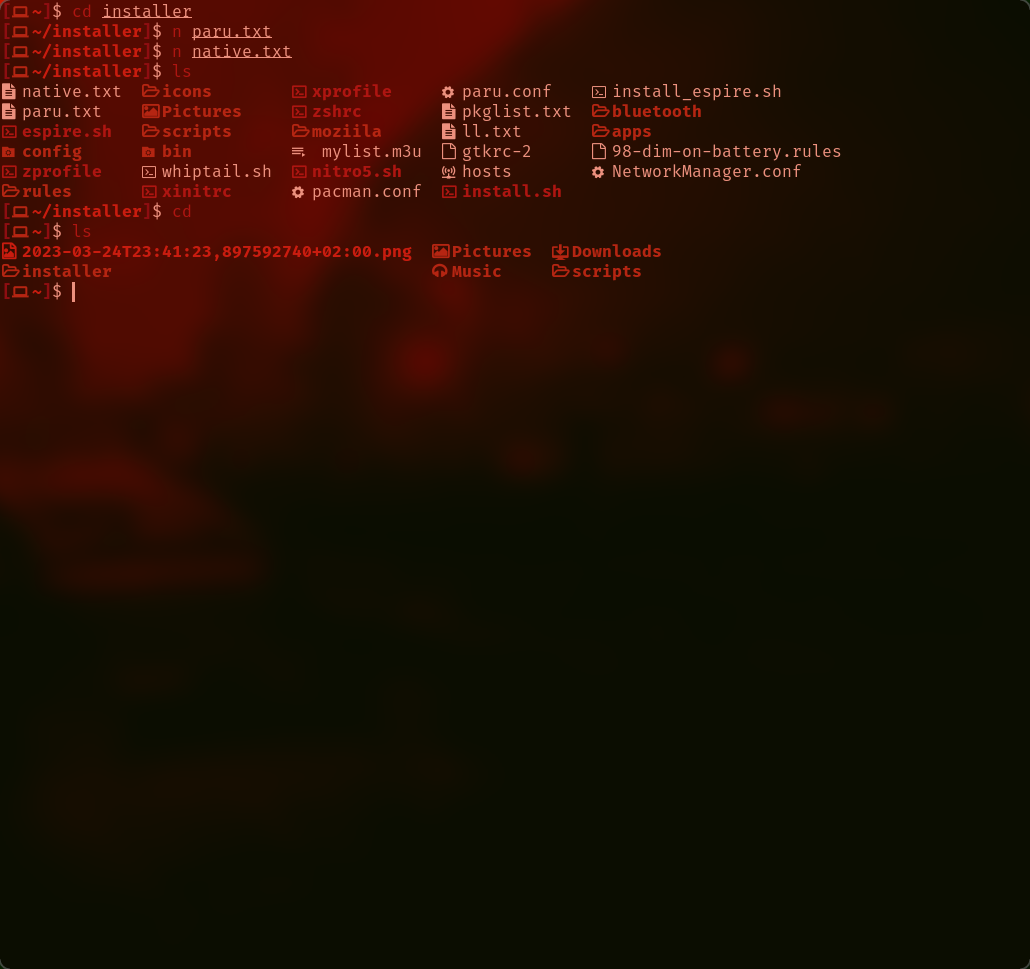 [~]$ cd installer
[~/installer]$ n paru.txt
[~/installer]$ n native.txt
[~/installer]$ ls
native.txt icons xprofile paru.conf install_espire.sh
paru.txt Pictures zshrc pkglist.txt bluetooth
espire.sh scripts moziila ll.txt apps
config bin mylist.m3u gtkrc-2 98-dim-on-battery.rules
zprofile whiptail.sh nitro5.sh hosts NetworkManager.conf
rules xinitrc pacman.conf install.sh
[~/installer]$ cd
[~]$ ls
2023-03-24T23:41:23,897592740+02:00.png Pictures Downloads
installer Music scripts
[~]$